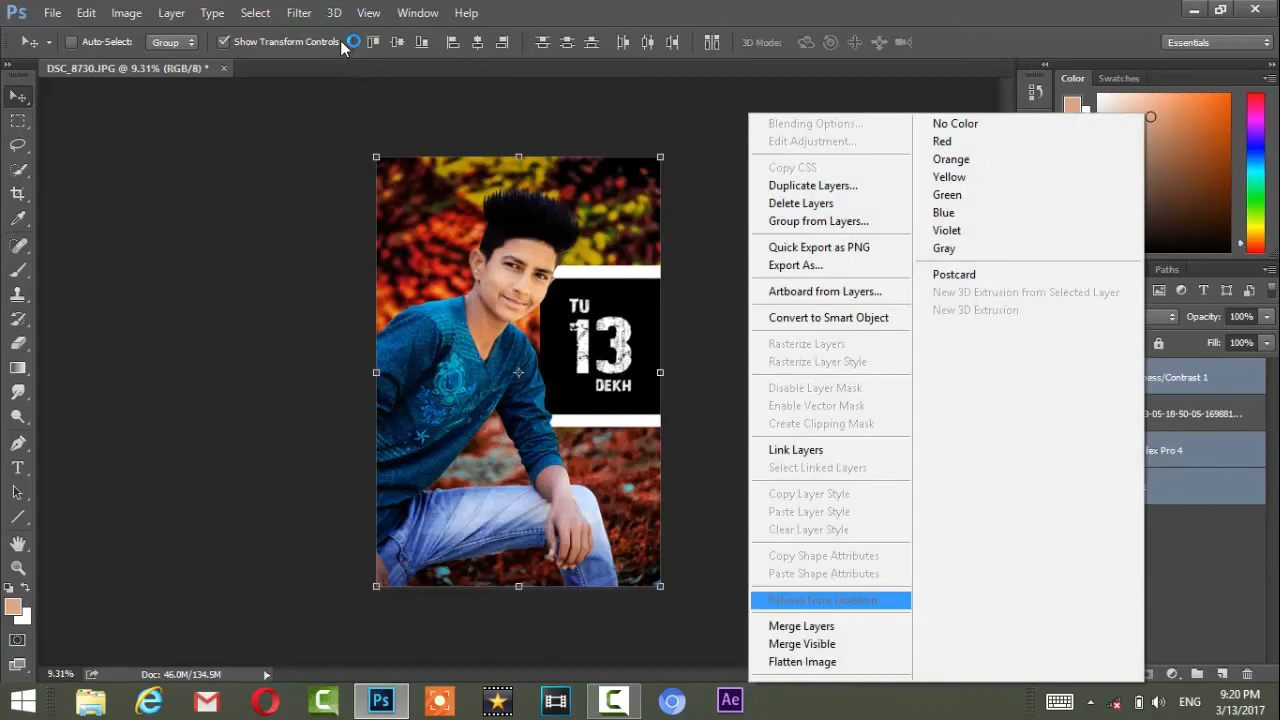 Ps File Edit Image Layer Type Select Filter 3D View Window Help
Auto-Select: Group Show Transform Controls 3D Mode: Essentials
DSC_8730.JPG @ 9.31% (RGB/8) * ×
Color Swatches
Blending Options...
Edit Adjustment...
Copy CSS
Duplicate Layers...
Delete Layers
Group from Layers...
Quick Export as PNG
Export As...
Artboard from Layers...
Convert to Smart Object
Rasterize Layers
Rasterize Layer Style
Disable Layer Mask
Enable Vector Mask
Create Clipping Mask
Link Layers
Select Linked Layers
Copy Layer Style
Paste Layer Style
Clear Layer Style
Copy Shape Attributes
Paste Shape Attributes
Release from Isolation
Merge Layers
Merge Visible
Flatten Image
No Color
Red
Orange
Yellow
Green
Blue
Violet
Gray
Postcard
New 3D Extrusion from Selected Layer
New 3D Extrusion
Paths
Opacity: 100%
Fill: 100%
ness/Contrast 1
3-05-18-50-05-169881...
fex Pro 4
TU
13
DEKH
9.31% Doc: 46.0M/134.5M
Ps Ae ENG 9:20 PM
3/13/2017